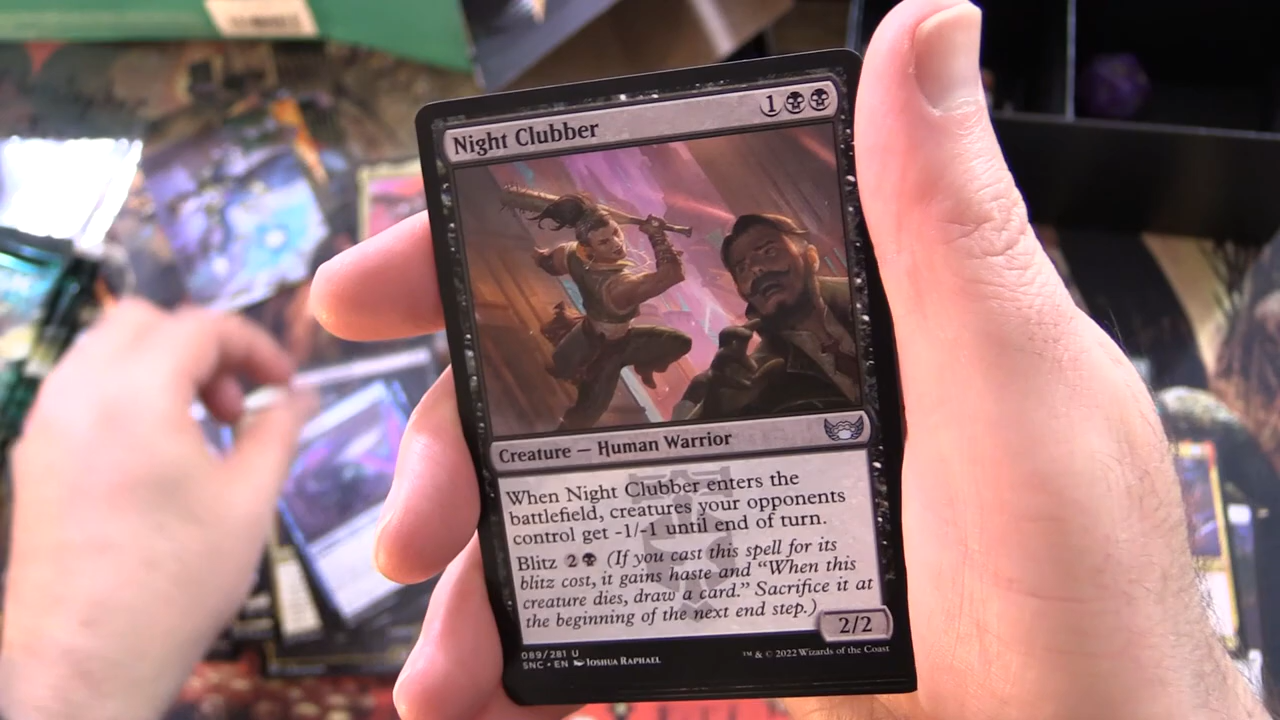 Night Clubber 1
Creature — Human Warrior
When Night Clubber enters the
battlefield, creatures your opponents
control get -1/-1 until end of turn.
Blitz 2 (If you cast this spell for its
blitz cost, it gains haste and “When this
creature dies, draw a card.” Sacrifice it at
the beginning of the next end step.)
2/2
089/281 U
SNC • EN Joshua Raphael
™ & © 2022 Wizards of the Coast